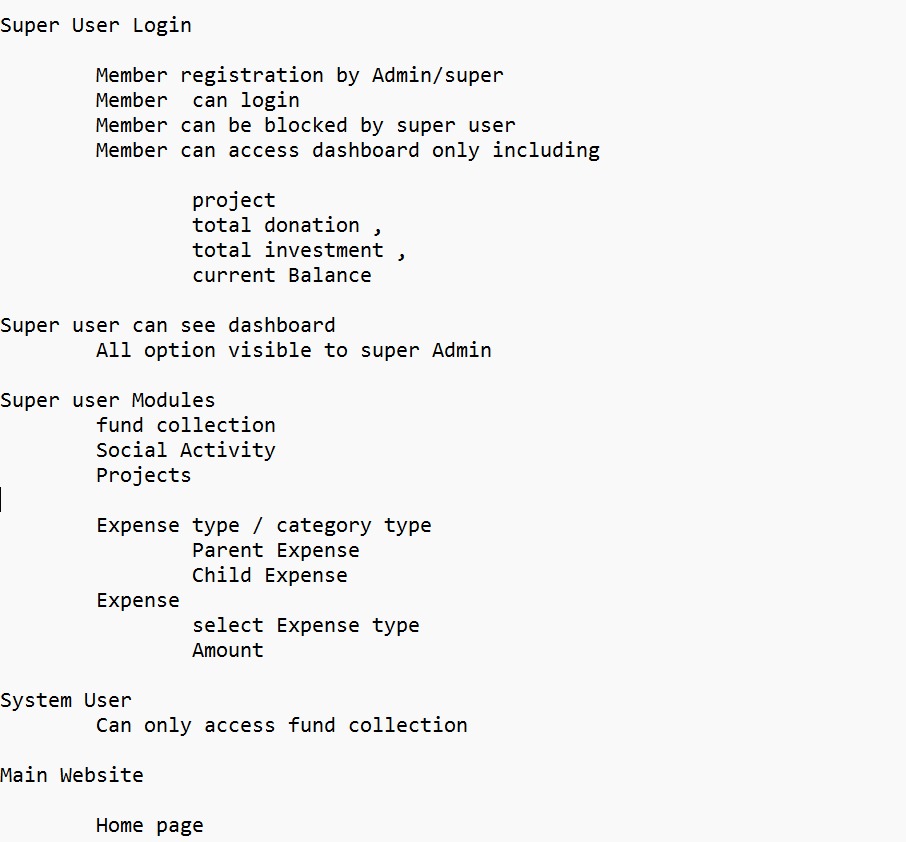 Super User Login
Member registration by Admin/super
Member  can login
Member can be blocked by super user
Member can access dashboard only including
project
total donation ,
total investment ,
current Balance
Super user can see dashboard
All option visible to super Admin
Super user Modules
fund collection
Social Activity
Projects
Expense type / category type
Parent Expense
Child Expense
Expense
select Expense type
Amount
System User
Can only access fund collection
Main Website
Home page